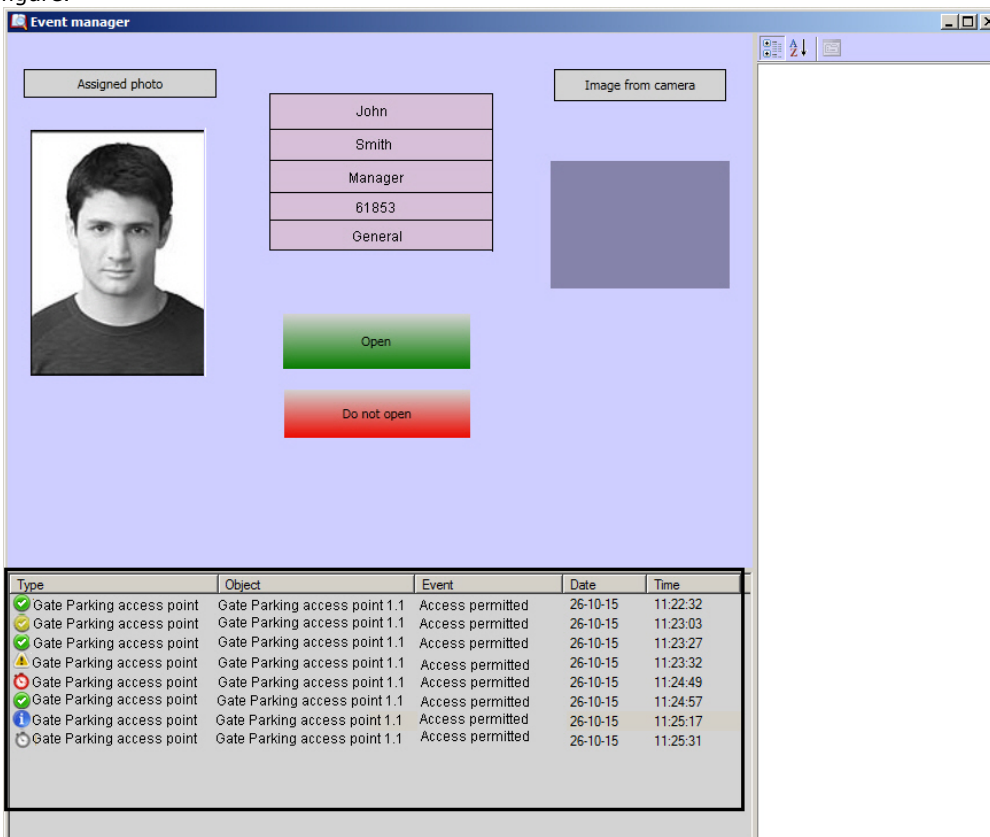 Event manager
Assigned photo
Image from camera
John
Smith
Manager
61853
General
Open
Do not open
Type Object Event Date Time
Gate Parking access point Gate Parking access point 1.1 Access permitted 26-10-15 11:22:32
Gate Parking access point Gate Parking access point 1.1 Access permitted 26-10-15 11:23:03
Gate Parking access point Gate Parking access point 1.1 Access permitted 26-10-15 11:23:27
Gate Parking access point Gate Parking access point 1.1 Access permitted 26-10-15 11:23:32
Gate Parking access point Gate Parking access point 1.1 Access permitted 26-10-15 11:24:49
Gate Parking access point Gate Parking access point 1.1 Access permitted 26-10-15 11:24:57
Gate Parking access point Gate Parking access point 1.1 Access permitted 26-10-15 11:25:17
Gate Parking access point Gate Parking access point 1.1 Access permitted 26-10-15 11:25:31